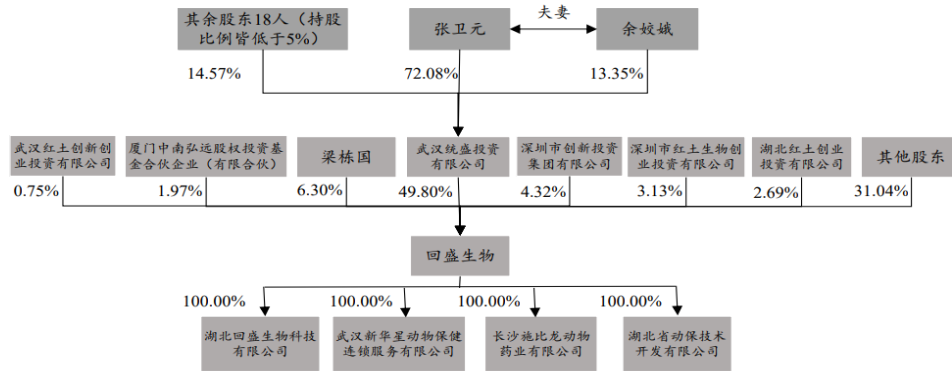 夫妻
其余股东18人（持股
比例皆低于5%）
张卫元
余姣娥
14.57%
72.08%
13.35%
武汉红土创新创
业投资有限公司
厦门中南弘远股权投资基
金合伙企业（有限合伙）
梁栋国
武汉统盛投资
有限公司
深圳市创新投资
集团有限公司
深圳市红土生物创
业投资有限公司
湖北红土创业
投资有限公司
其他股东
0.75%
1.97%
6.30%
49.80%
4.32%
3.13%
2.69%
31.04%
回盛生物
100.00%
100.00%
100.00%
100.00%
湖北回盛生物科技
有限公司
武汉新华星动物保健
连锁服务有限公司
长沙施比龙动物
药业有限公司
湖北省动保技术
开发有限公司